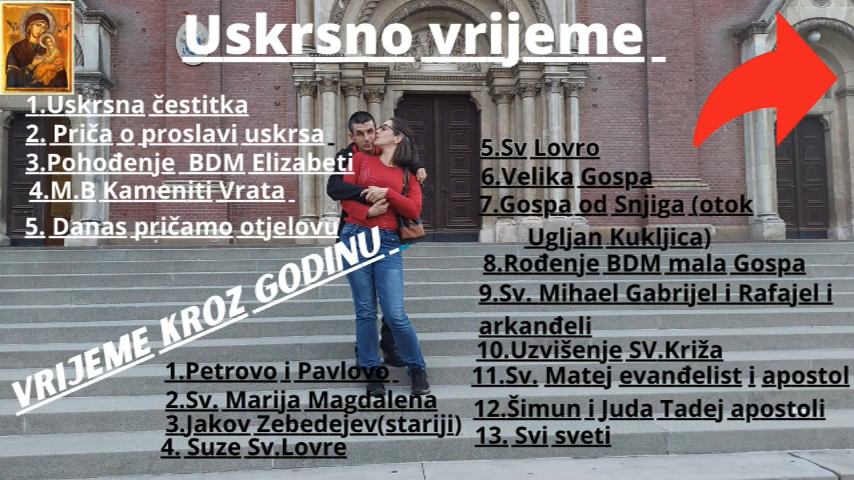 Uskrsno vrijeme
1.Uskrsna čestitka
2. Priča o proslavi uskrsa
3.Pohođenje BDM Elizabeti
4.M.B Kameniti Vrata
5. Danas pričamo otjelovu
VRIJEME KROZ GODINU
1.Petrovo i Pavlovo
2.Sv. Marija Magdalena
3.Jakov Zebedejev(stariji)
4. Suze Sv.Lovre
5.Sv Lovro
6.Velika Gospa
7.Gospa od Snjiga (otok
Ugljan Kukljica)
8.Rođenje BDM mala Gospa
9.Sv. Mihael Gabrijel i Rafajel i
arkanđeli
10.Uzvišenje SV.Križa
11.Sv. Matej evanđelist i apostol
12.Šimun i Juda Tadej apostoli
13. Svi sveti